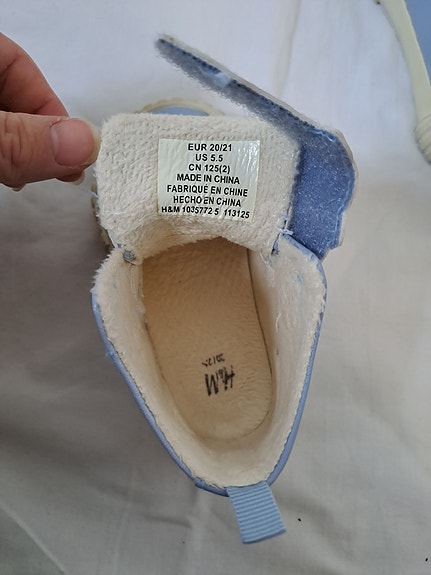 EUR 20/21
US 5.5
CN 125(2)
MADE IN CHINA
FABRIQUÉ EN CHINE
HECHO EN CHINA
H&M 1035772 5 113125
H&M
20/21